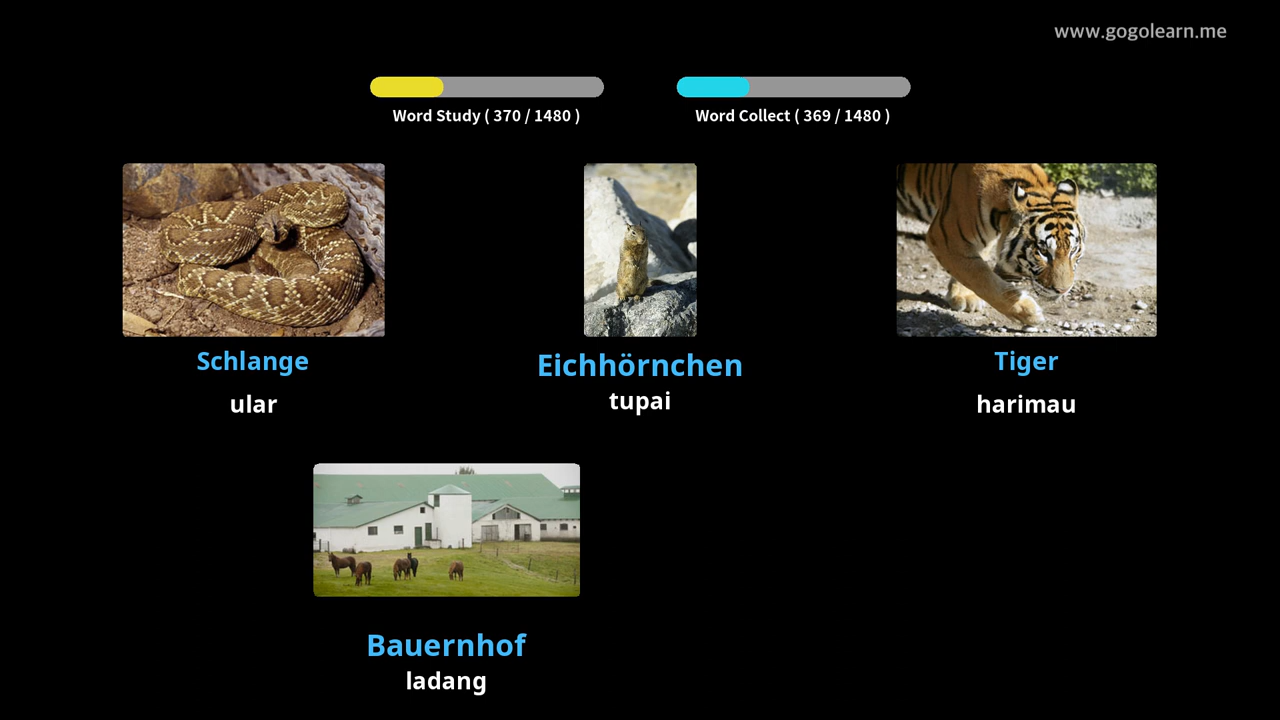 www.gogolearn.me
Word Study ( 370 / 1480 )
Word Collect ( 369 / 1480 )
Schlange
ular
Eichhörnchen
tupai
Tiger
harimau
Bauernhof
ladang